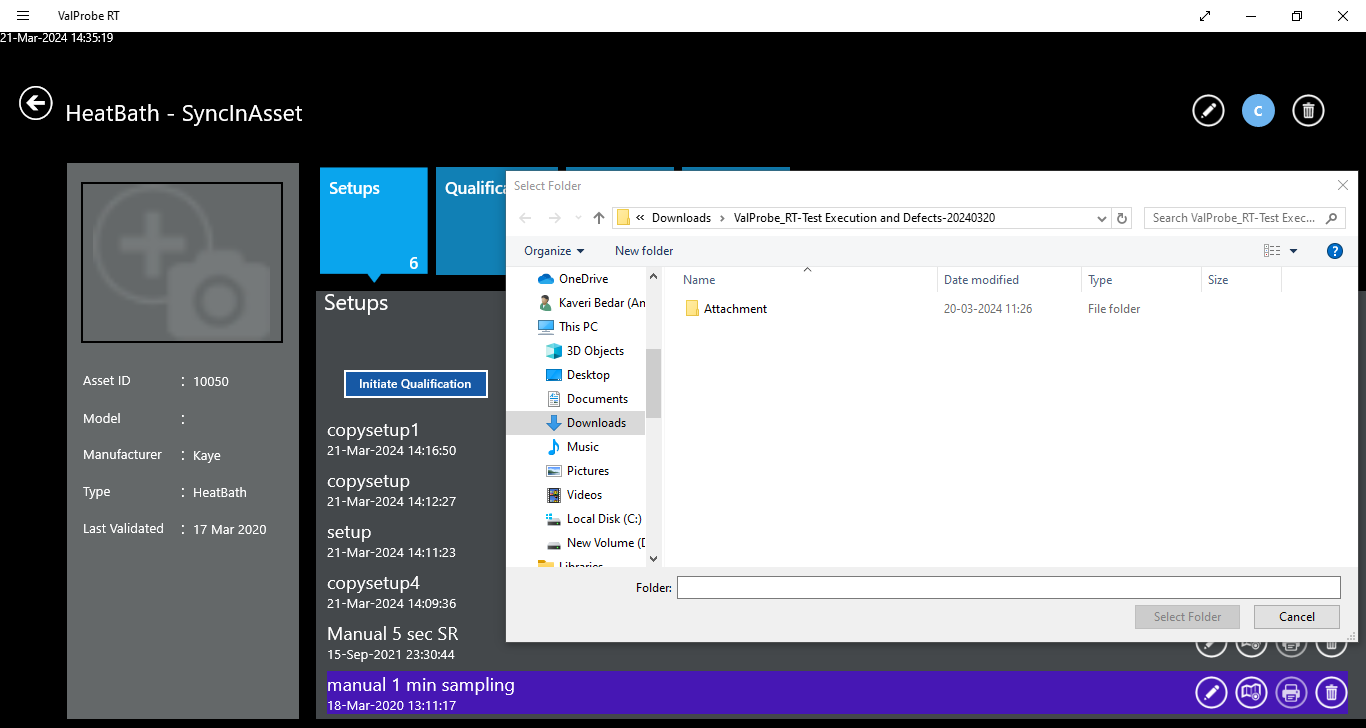 ValProbe RT
21-Mar-2024 14:35:19
HeatBath - SyncInAsset
C
Setups
6
Qualifica
Asset ID : 10050
Model :
Manufacturer : Kaye
Type : HeatBath
Last Validated : 17 Mar 2020
Setups
Initiate Qualification
copysetup1
21-Mar-2024 14:16:50
copysetup
21-Mar-2024 14:12:27
setup
21-Mar-2024 14:11:23
copysetup4
21-Mar-2024 14:09:36
Manual 5 sec SR
15-Sep-2021 23:30:44
manual 1 min sampling
18-Mar-2020 13:11:17
Select Folder
« Downloads › ValProbe_RT-Test Execution and Defects-20240320
Search ValProbe_RT-Test Exec...
Organize
New folder
?
OneDrive
Kaveri Bedar (An
This PC
3D Objects
Desktop
Documents
Downloads
Music
Pictures
Videos
Local Disk (C:)
New Volume (D
Libraries
Name Date modified Type Size
Attachment 20-03-2024 11:26 File folder
Folder:
Select Folder
Cancel